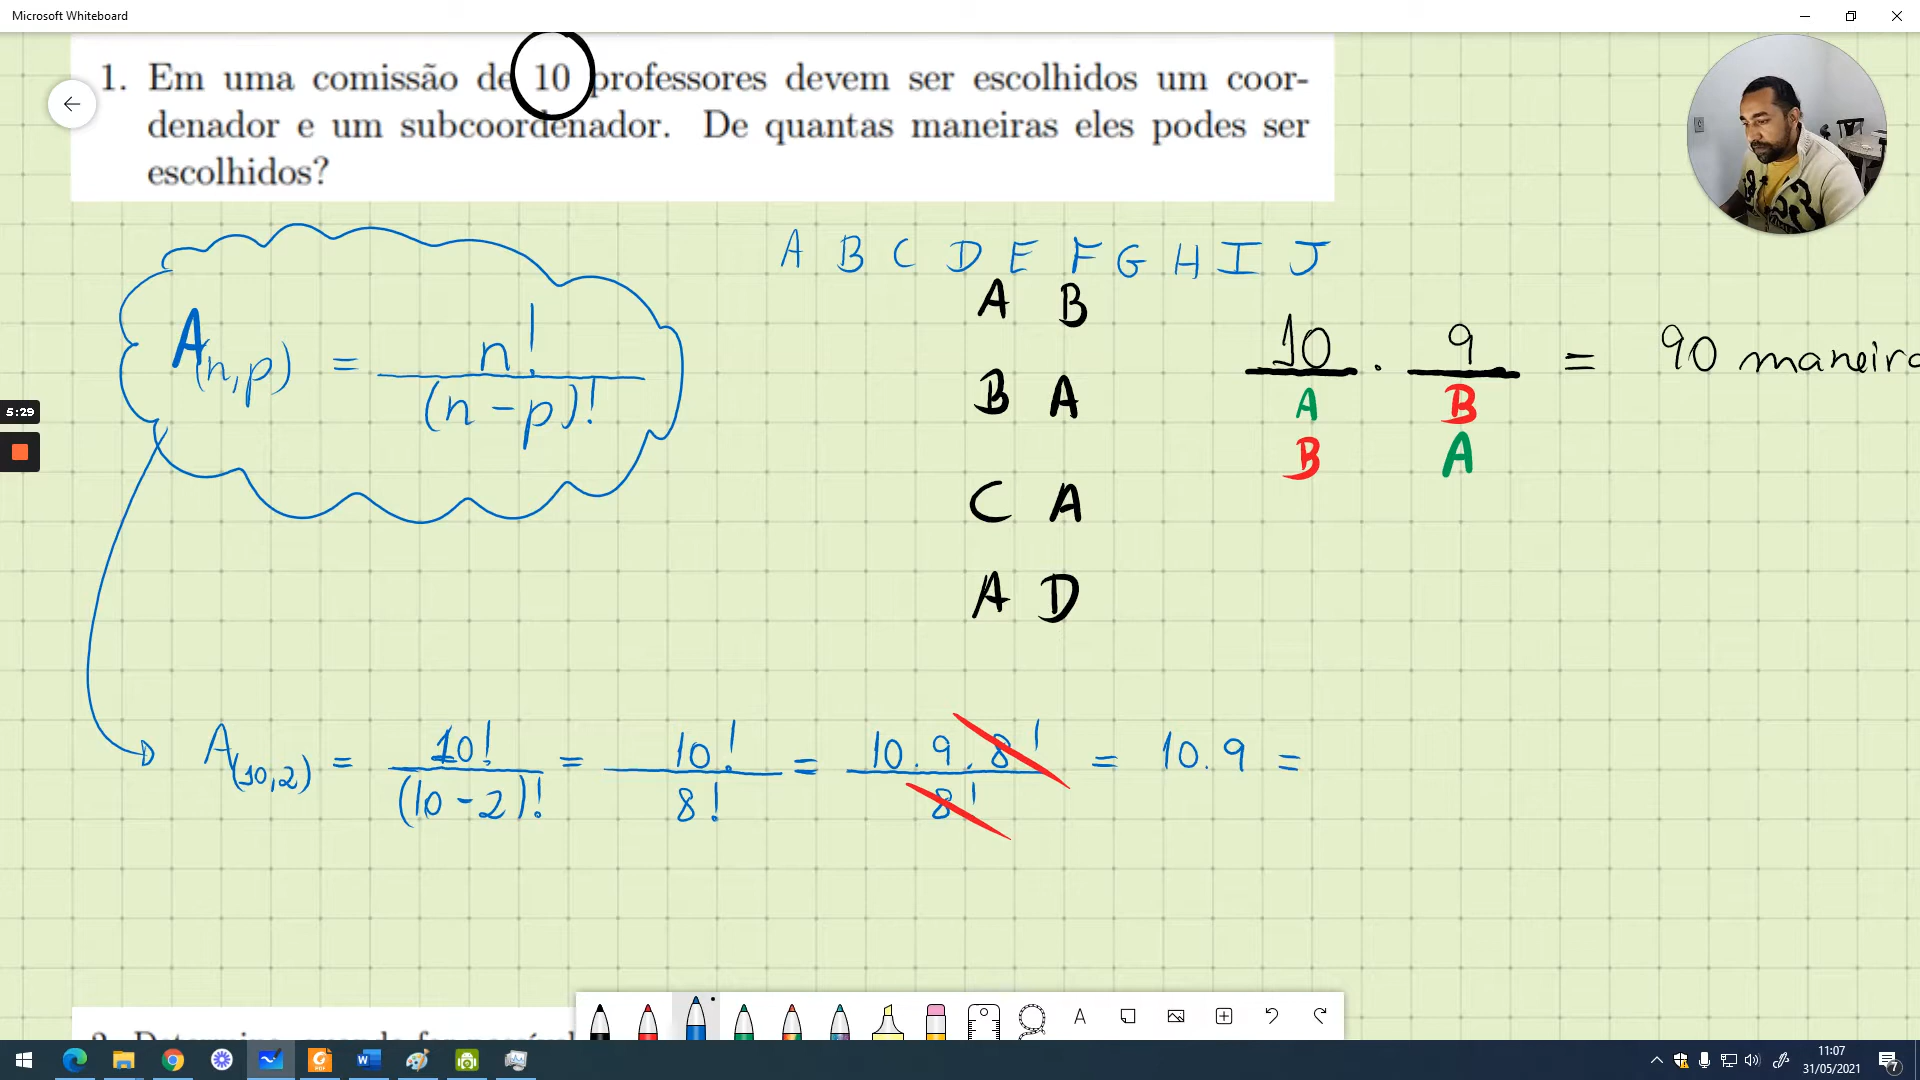 Microsoft Whiteboard
1. Em uma comissão de 10 professores devem ser escolhidos um coor-
denador e um subcoordenador. De quantas maneiras eles podes ser
escolhidos?
A B C D E F G H I J
A B
B A
C A
A D
A(n,p) = n! / (n-p)!
10 . 9 = 90 maneira
A B
B A
5:29
A(10,2) = 10! / (10-2)! = 10! / 8! = 10.9.8! / 8! = 10.9 =
11:07
31/05/2021
7